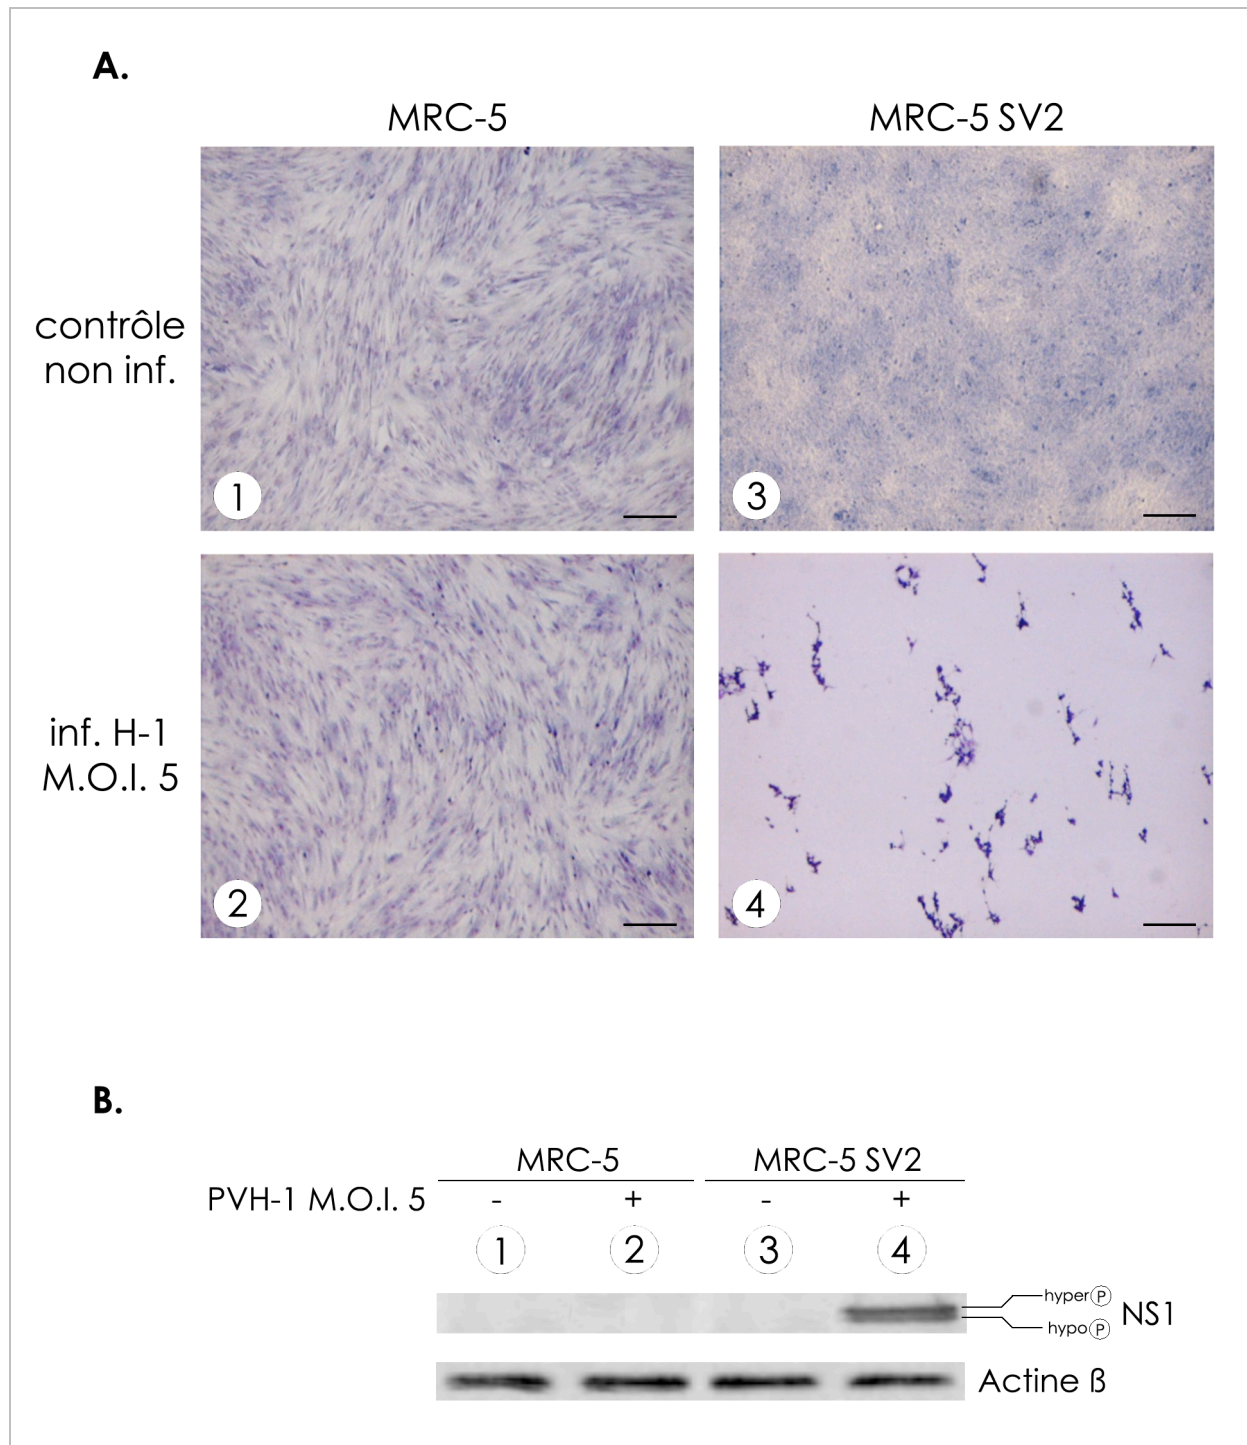 A.
MRC-5
MRC-5 SV2
contrôle
non inf.
1
3
inf. H-1
M.O.I. 5
2
4
B.
MRC-5
MRC-5 SV2
PVH-1 M.O.I. 5
-
+
-
+
1
2
3
4
hyper P
NS1
hypo P
Actine ß